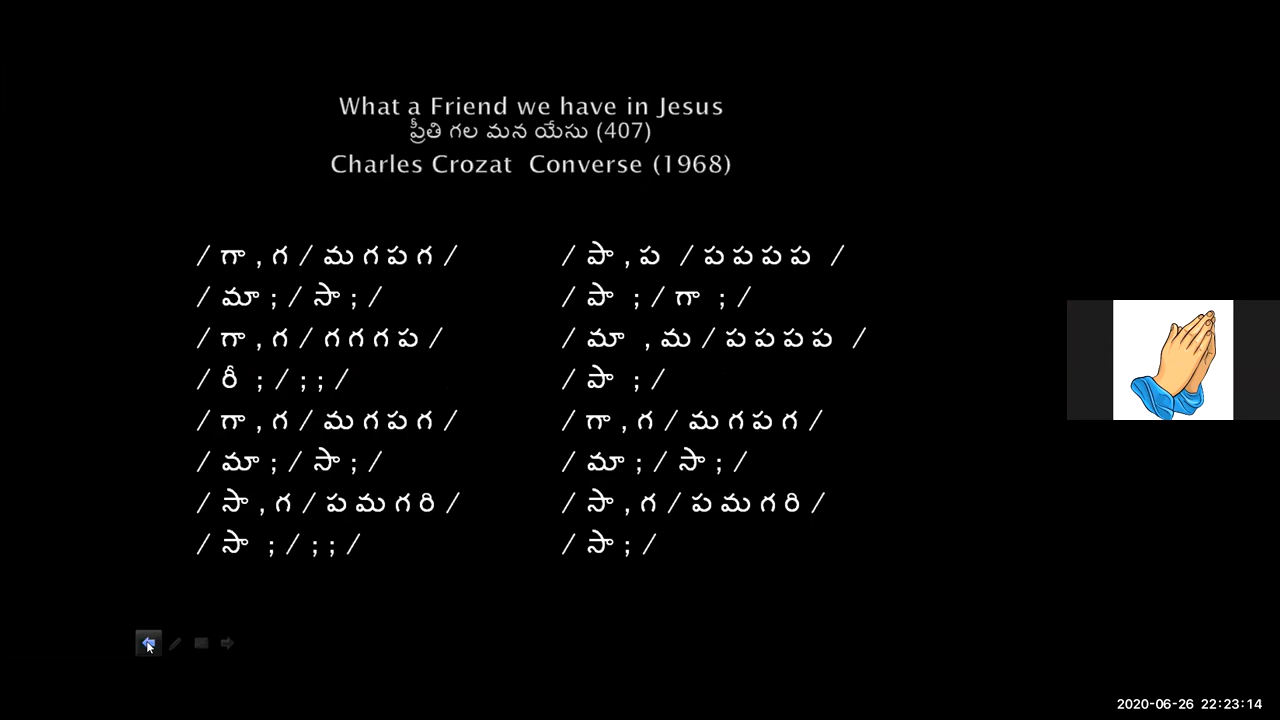 What a Friend we have in Jesus
ప్రీతి గల మన యేసు (407)
Charles Crozat Converse (1968)
/ గా , గ / మ గ ప గ /
/ మా ; / సా ; /
/ గా , గ / గ గ గ ప /
/ రీ ; / ; ; /
/ గా , గ / మ గ ప గ /
/ మా ; / సా ; /
/ సా , గ / ప మ గ రి /
/ సా ; / ; ; /
/ పా , ప / ప ప ప ప /
/ పా ; / గా ; /
/ మా , మ / ప ప ప ప /
/ పా ; /
/ గా , గ / మ గ ప గ /
/ మా ; / సా ; /
/ సా , గ / ప మ గ రి /
/ సా ; /
2020-06-26 22:23:14